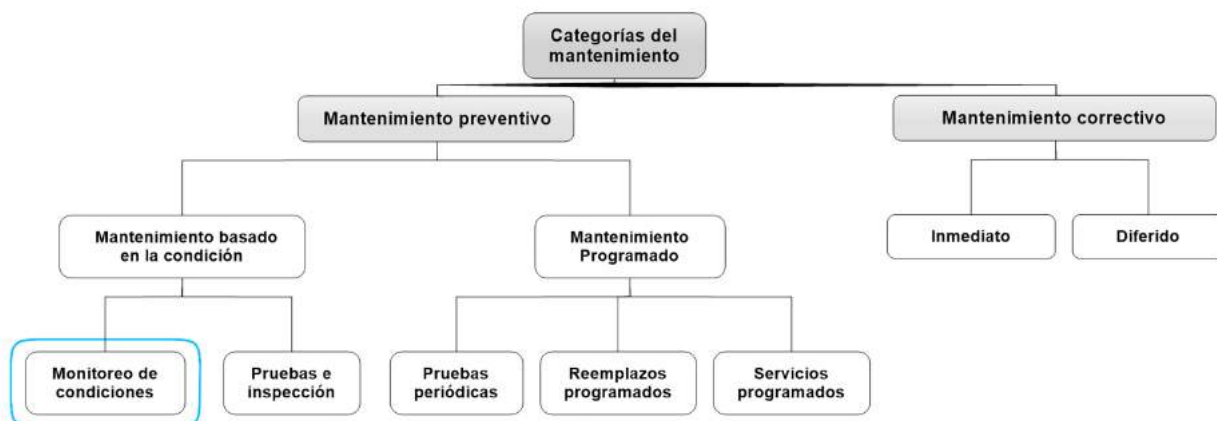 Categorías del
mantenimiento
Mantenimiento preventivo
Mantenimiento correctivo
Mantenimiento basado
en la condición
Mantenimiento
Programado
Inmediato
Diferido
Monitoreo de
condiciones
Pruebas e
inspección
Pruebas
periódicas
Reemplazos
programados
Servicios
programados